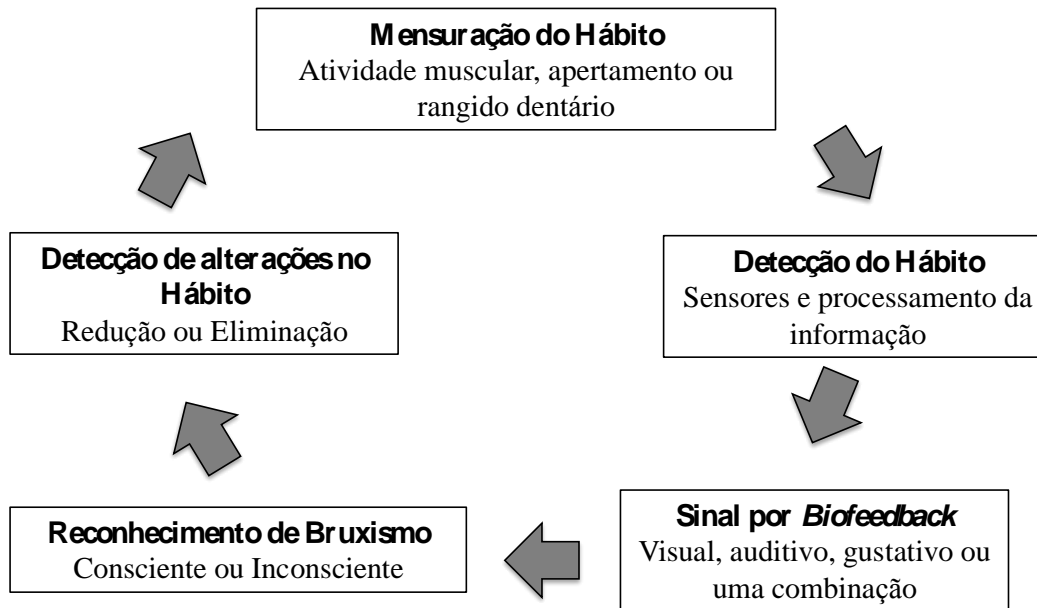 Mensuração do Hábito
Atividade muscular, apertamento ou
rangido dentário
Detecção do Hábito
Sensores e processamento da
informação
Sinal por Biofeedback
Visual, auditivo, gustativo ou
uma combinação
Reconhecimento de Bruxismo
Consciente ou Inconsciente
Detecção de alterações no
Hábito
Redução ou Eliminação